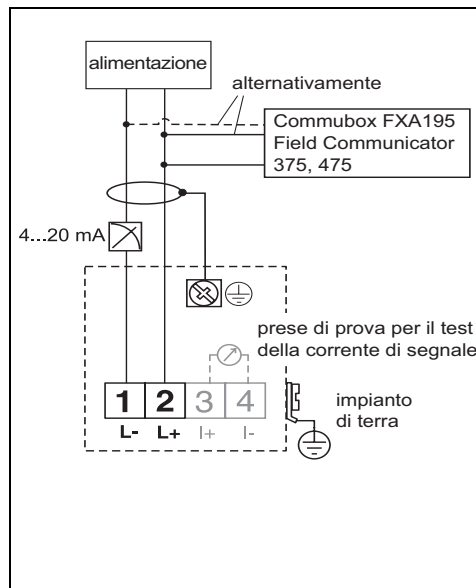 alimentazione
alternativamente
Commubox FXA195
Field Communicator
375, 475
4...20 mA
prese di prova per il test
della corrente di segnale
1 2 3 4
L- L+ I+ I-
impianto
di terra